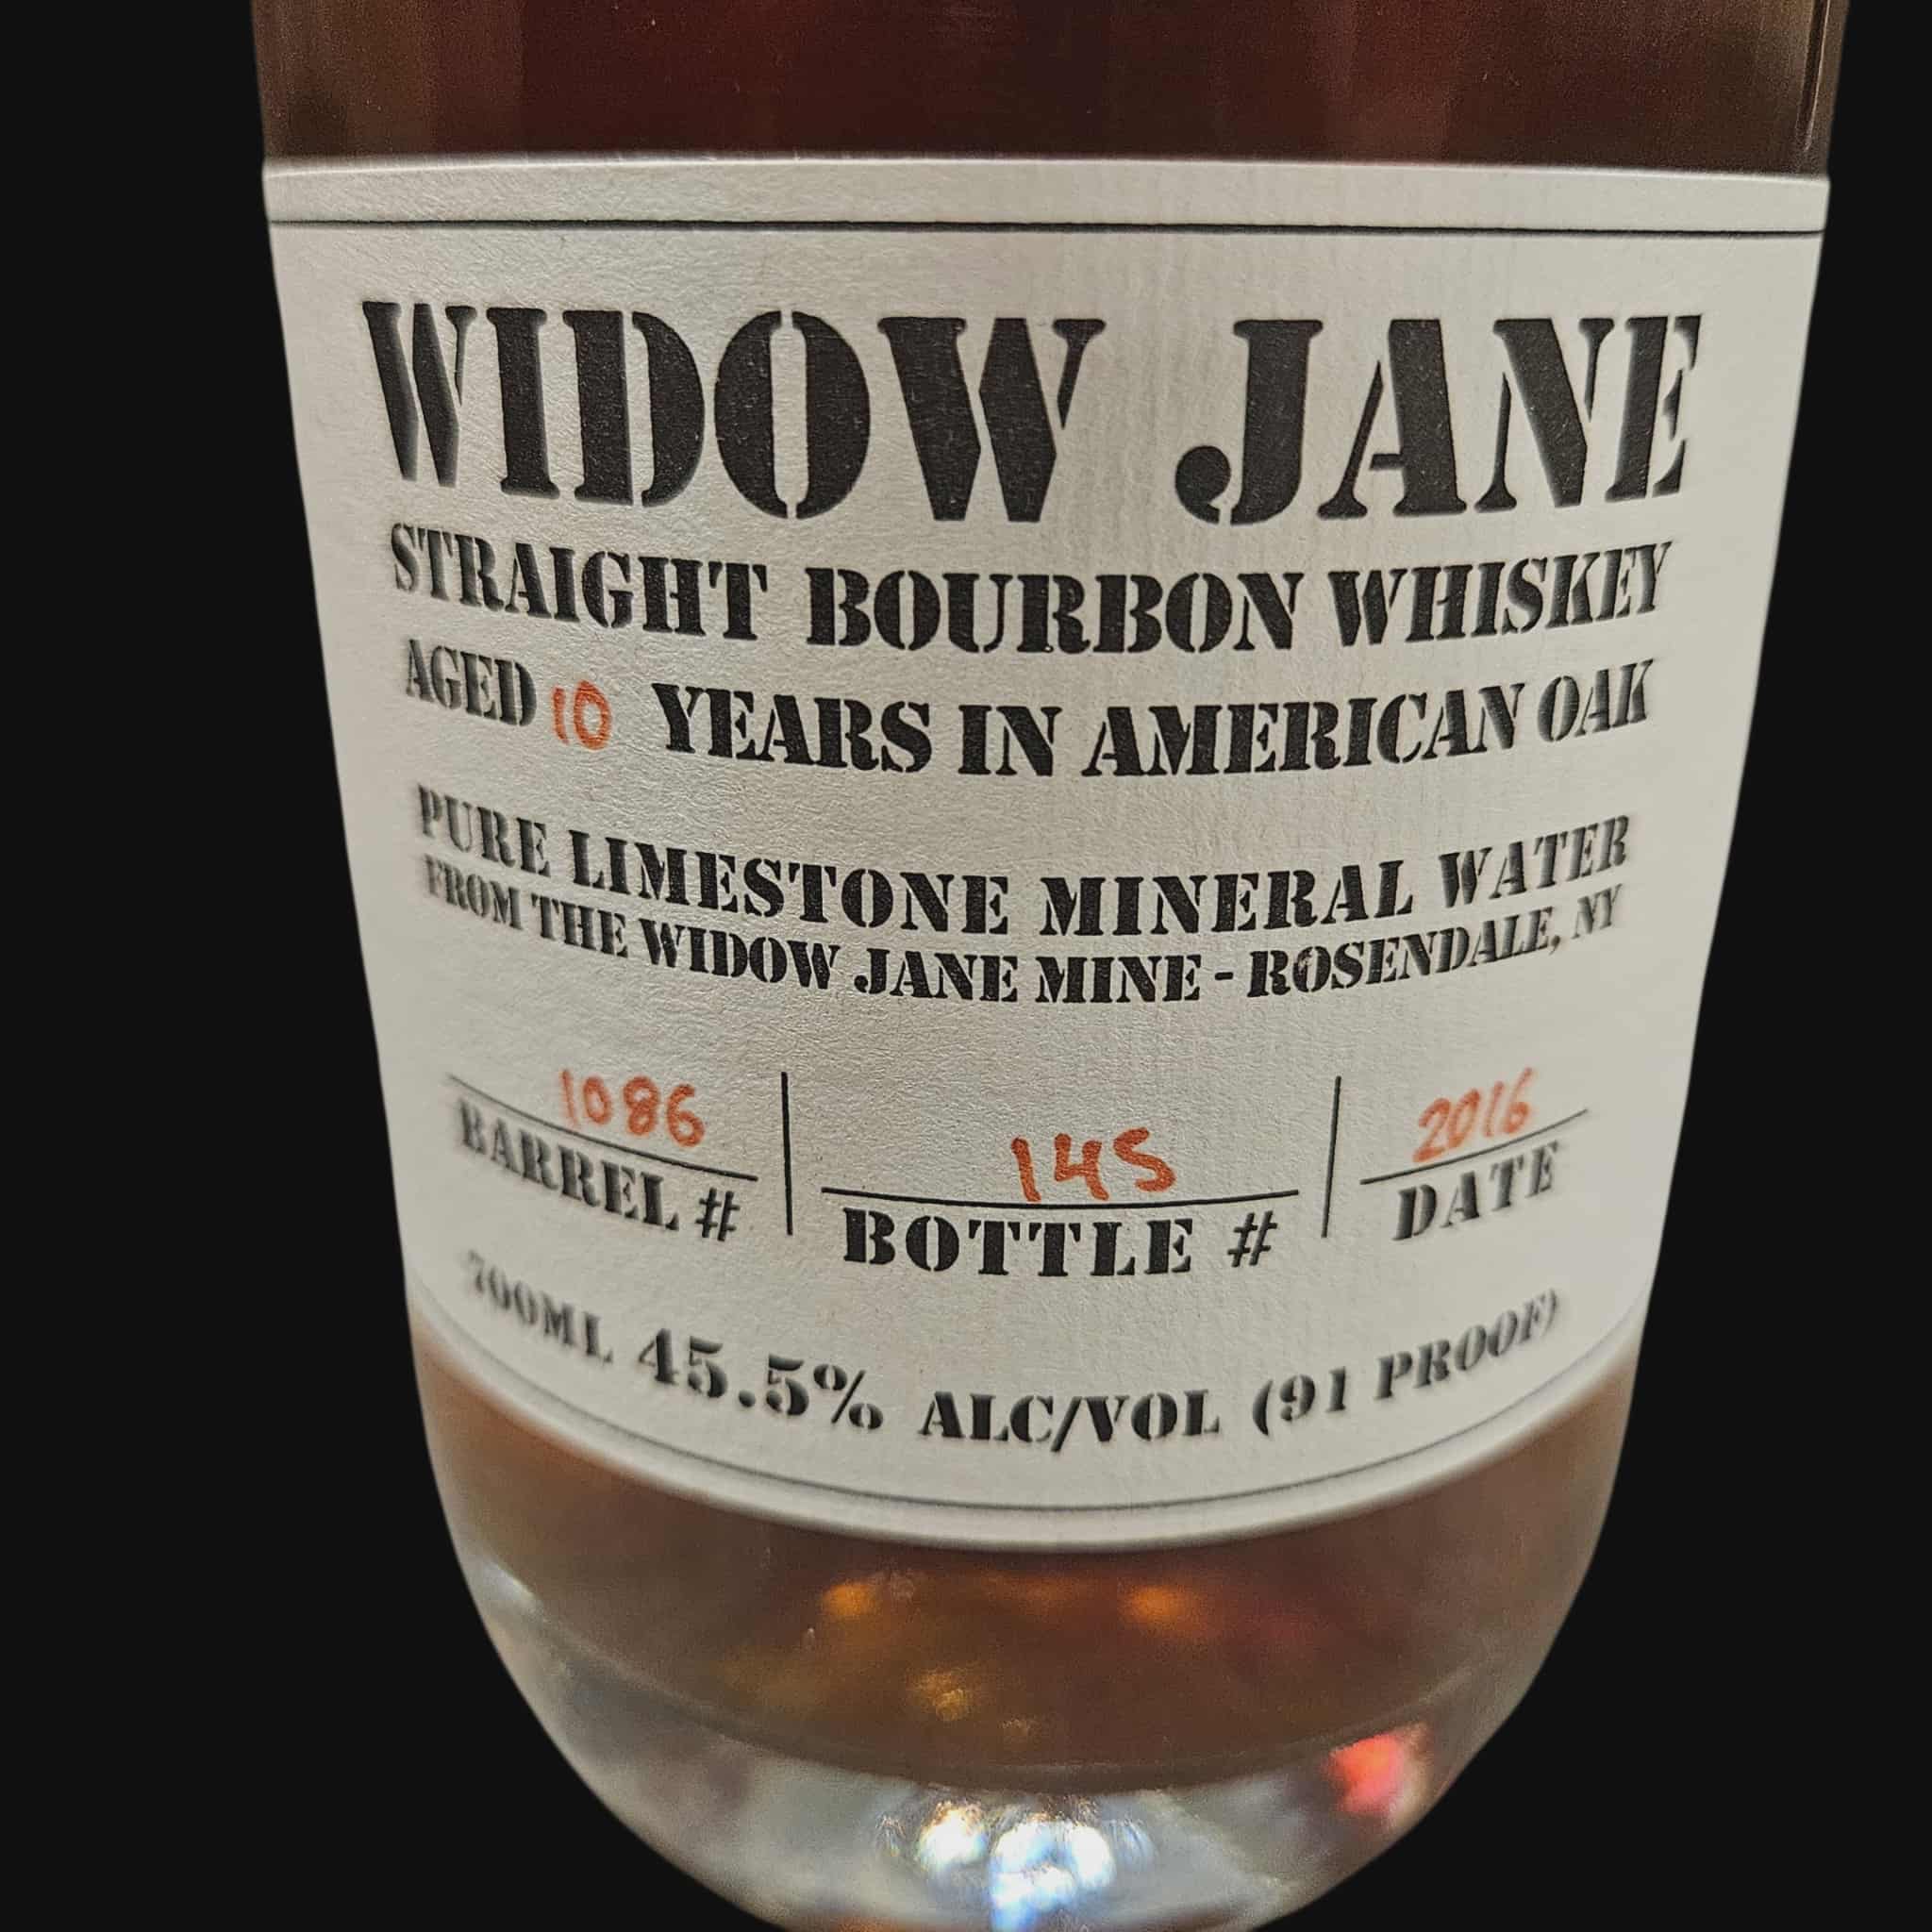 WIDOW JANE
STRAIGHT BOURBON WHISKEY
AGED 10 YEARS IN AMERICAN OAK
PURE LIMESTONE MINERAL WATER
FROM THE WIDOW JANE MINE - ROSENDALE, NY
1086 145 2016
BARREL # BOTTLE # DATE
700ML 45.5% ALC/VOL (91 PROOF)